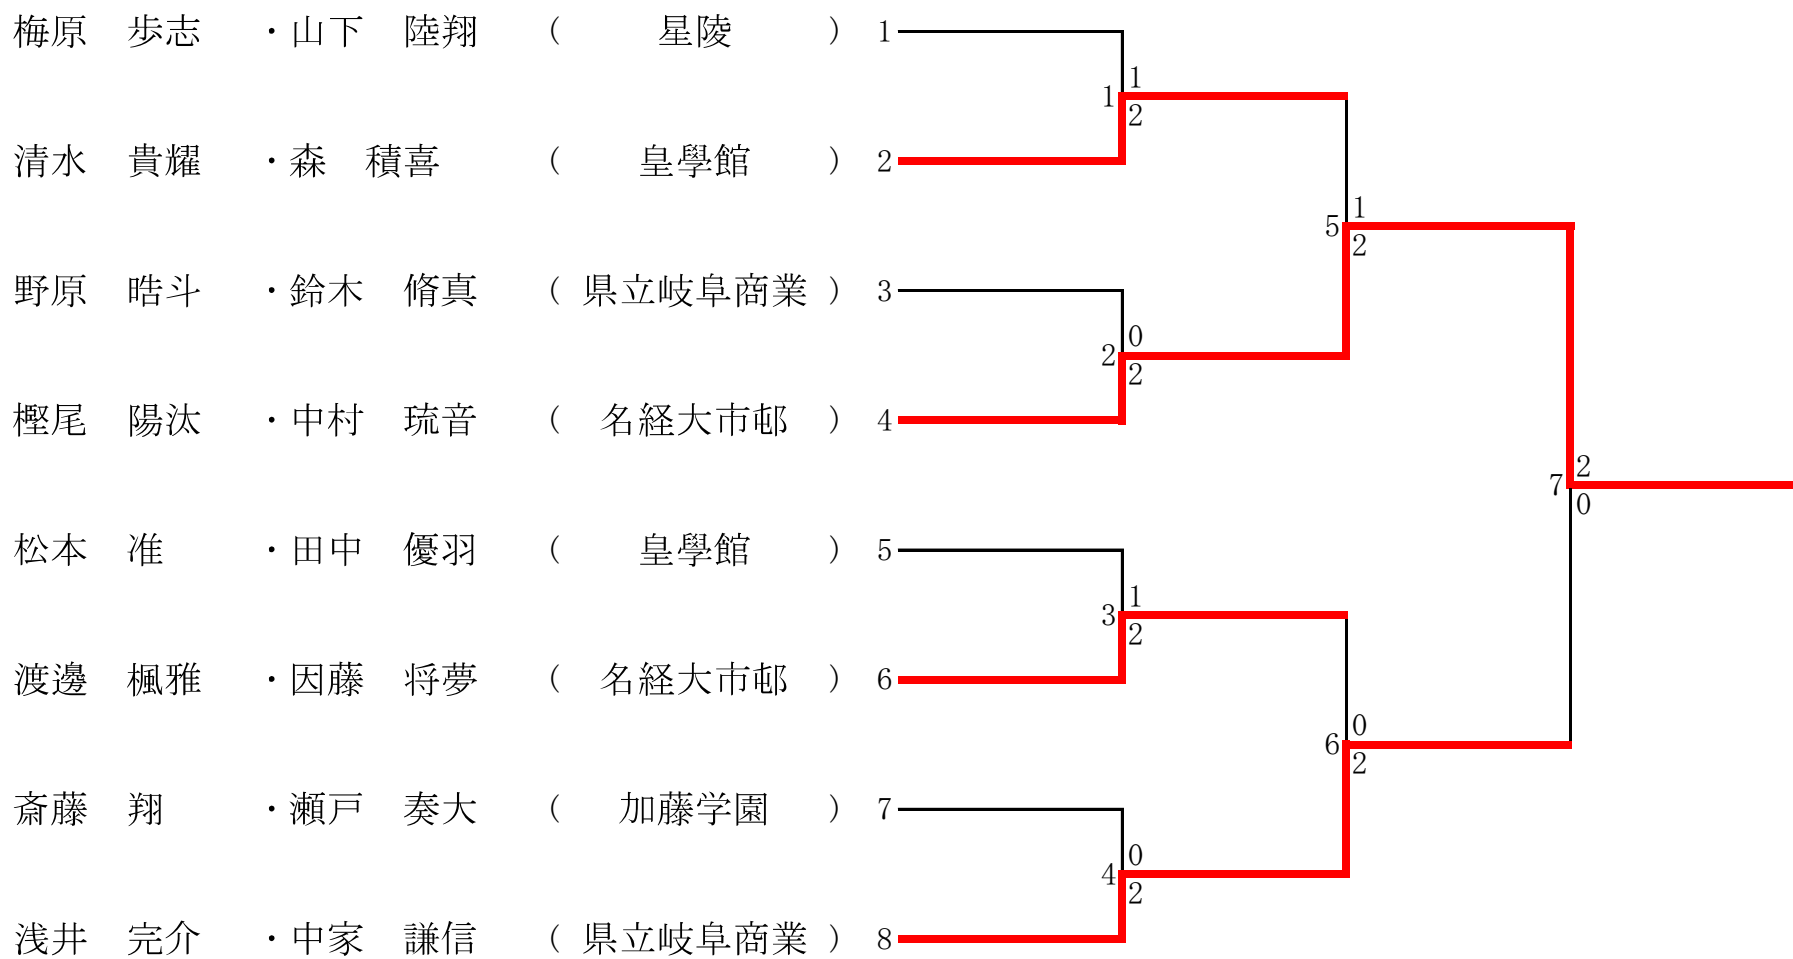 梅原　歩志　・山下　陸翔　（　星陵　） 1
1
1
2
清水　貴耀　・森　積喜　（　皇學館　） 2
1
5
2
野原　晧斗　・鈴木　脩真　（県立岐阜商業） 3
0
2
2
樫尾　陽汰　・中村　琉音　（　名経大市邨　） 4
2
7
0
松本　准　・田中　優羽　（　皇學館　） 5
1
3
2
渡邊　楓雅　・因藤　将夢　（　名経大市邨　） 6
0
6
2
斎藤　翔　・瀬戸　奏大　（　加藤学園　） 7
0
4
2
浅井　完介　・中家　謙信　（県立岐阜商業） 8